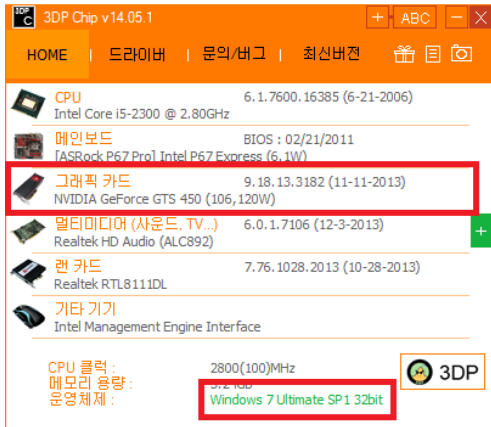 3DP Chip v14.05.1
+ ABC
HOME | 드라이버 | 문의/버그 | 최신버전
CPU 6.1.7600.16385 (6-21-2006)
Intel Core i5-2300 @ 2.80GHz
메인보드 BIOS : 02/21/2011
[ASRock P67 Pro] Intel P67 Express (6,1W)
그래픽 카드 9.18.13.3182 (11-11-2013)
NVIDIA GeForce GTS 450 (106,120W)
멀티미디어 (사운드, TV...) 6.0.1.7106 (12-3-2013)
Realtek HD Audio (ALC892)
랜 카드 7.76.1028.2013 (10-28-2013)
Realtek RTL8111DL
기타 기기
Intel Management Engine Interface
CPU 클럭 : 2800(100)MHz
메모리 용량 :
운영체제 : Windows 7 Ultimate SP1 32bit
3DP